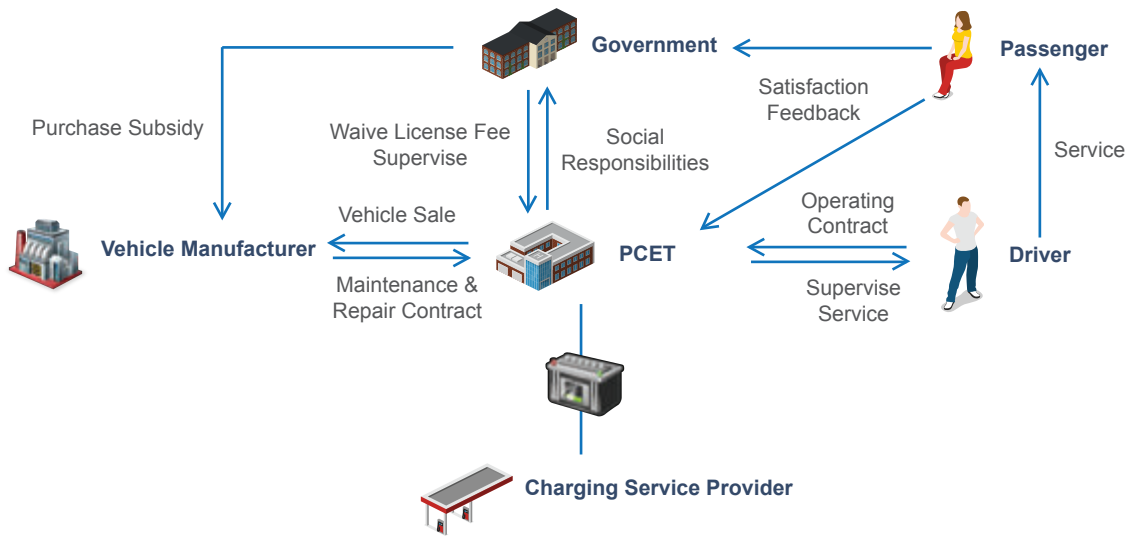 Government
Passenger
Satisfaction
Feedback
Purchase Subsidy
Waive License Fee
Supervise
Social
Responsibilities
Service
Vehicle Sale
Operating
Contract
Vehicle Manufacturer
PCET
Driver
Maintenance &
Repair Contract
Supervise
Service
Charging Service Provider